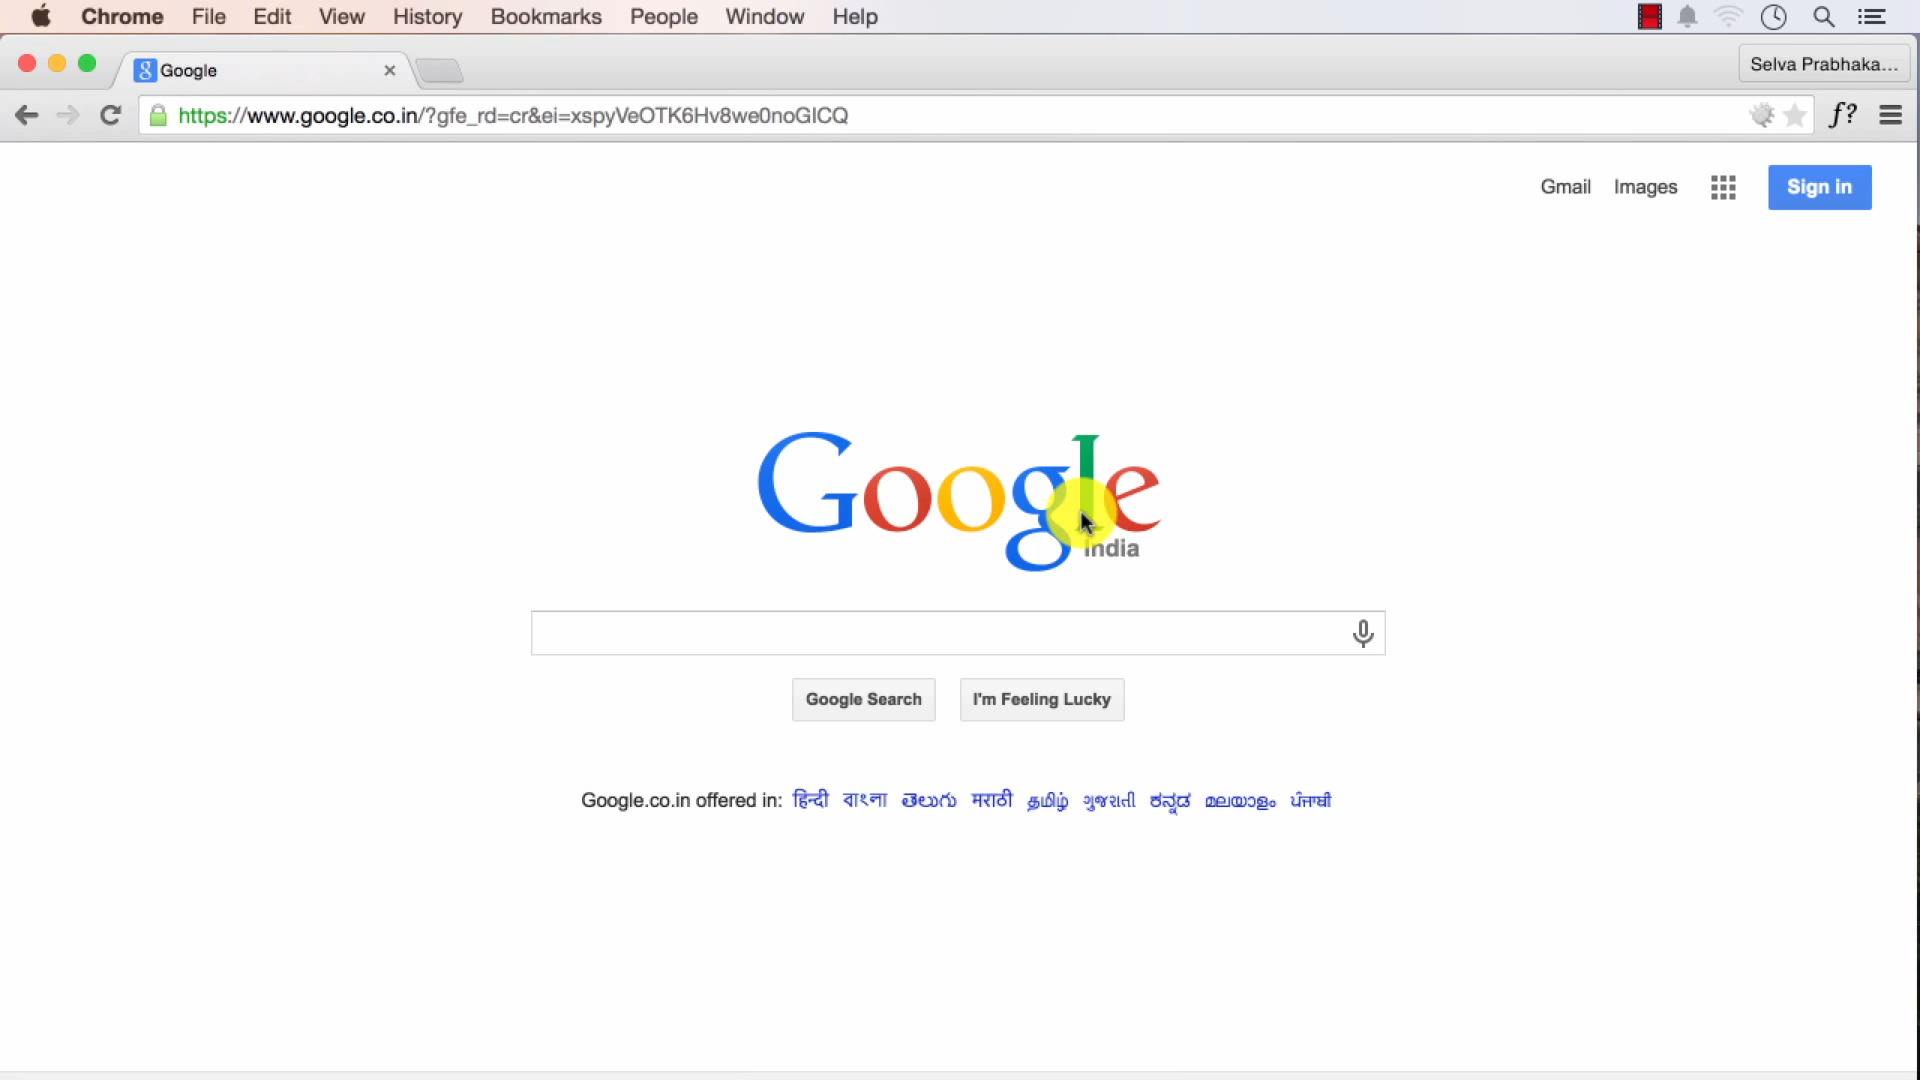 Chrome File Edit View History Bookmarks People Window Help
Google
Selva Prabhaka...
https://www.google.co.in/?gfe_rd=cr&ei=xspyVeOTK6Hv8we0noGICQ
f?
Gmail Images Sign in
Google
India
Google Search I'm Feeling Lucky
Google.co.in offered in: हिन्दी বাংলা తెలుగు मराठी தமிழ் ગુજરાતી ಕನ್ನಡ മലയാളം ਪੰਜਾਬੀ